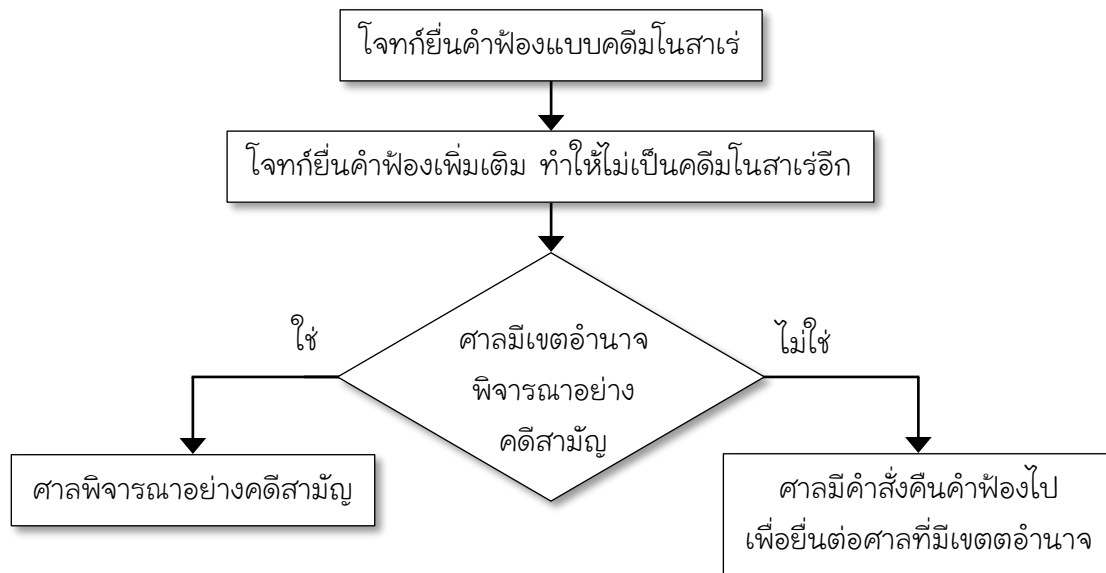 โจทก์ยื่นคำฟ้องแบบคดีมโนสาเร่
โจทก์ยื่นคำฟ้องเพิ่มเติม ทำให้ไม่เป็นคดีมโนสาเร่อีก
ใช่
ศาลมีเขตอำนาจ
พิจารณาอย่าง
คดีสามัญ
ไม่ใช่
ศาลพิจารณาอย่างคดีสามัญ
ศาลมีคำสั่งคืนคำฟ้องไป
เพื่อยื่นต่อศาลที่มีเขตตอำนาจ